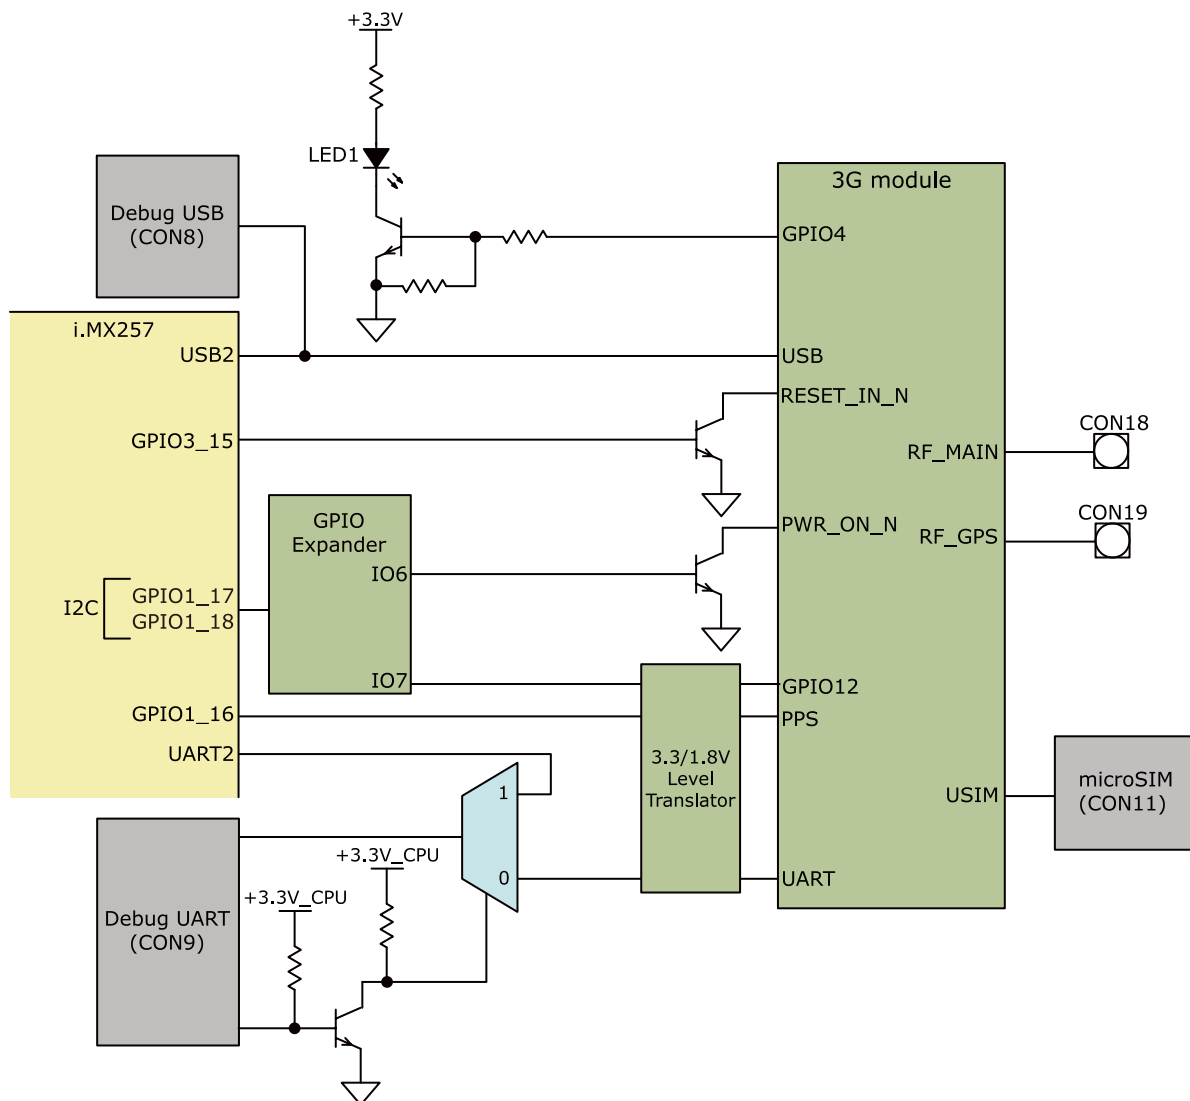 +3.3V
LED1
Debug USB
(CON8)
3G module
GPIO4
i.MX257
USB2
USB
RESET_IN_N
GPIO3_15
CON18
RF_MAIN
GPIO
Expander
PWR_ON_N
CON19
RF_GPS
IO6
I2C
GPIO1_17
GPIO1_18
IO7
GPIO12
GPIO1_16
PPS
UART2
3.3/1.8V
Level
Translator
1
microSIM
(CON11)
USIM
+3.3V_CPU
0
UART
+3.3V_CPU
Debug UART
(CON9)